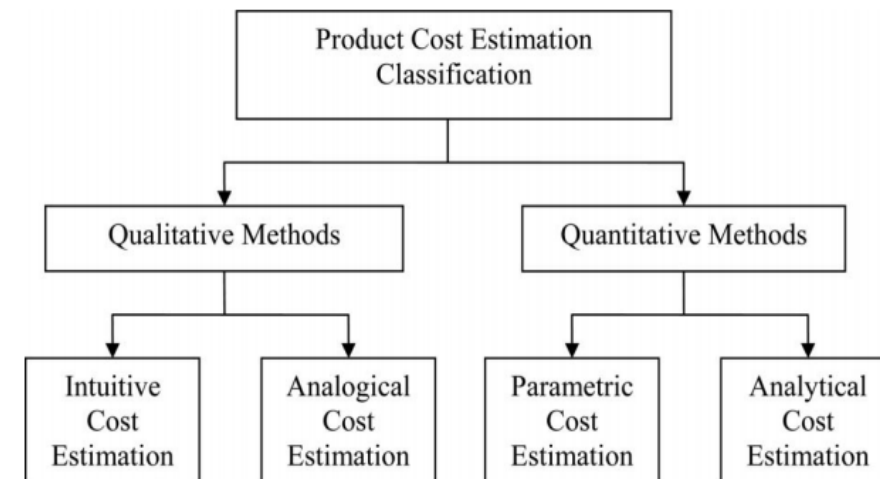 Product Cost Estimation
Classification
Qualitative Methods
Quantitative Methods
Intuitive
Cost
Estimation
Analogical
Cost
Estimation
Parametric
Cost
Estimation
Analytical
Cost
Estimation